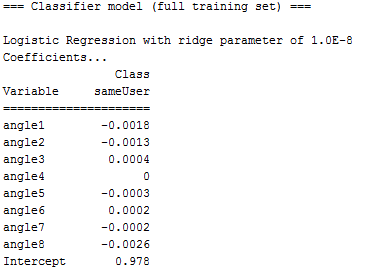 === Classifier model (full training set) ===
Logistic Regression with ridge parameter of 1.0E-8
Coefficients...
Class
Variable sameUser
=====================
angle1 -0.0018
angle2 -0.0013
angle3 0.0004
angle4 0
angle5 -0.0003
angle6 0.0002
angle7 -0.0002
angle8 -0.0026
Intercept 0.978